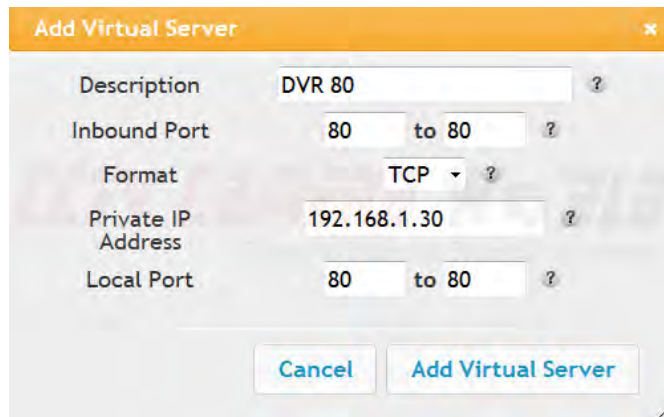 Add Virtual Server ×
Description DVR 80 ?
Inbound Port 80 to 80 ?
Format TCP ?
Private IP Address 192.168.1.30 ?
Local Port 80 to 80 ?
Cancel Add Virtual Server